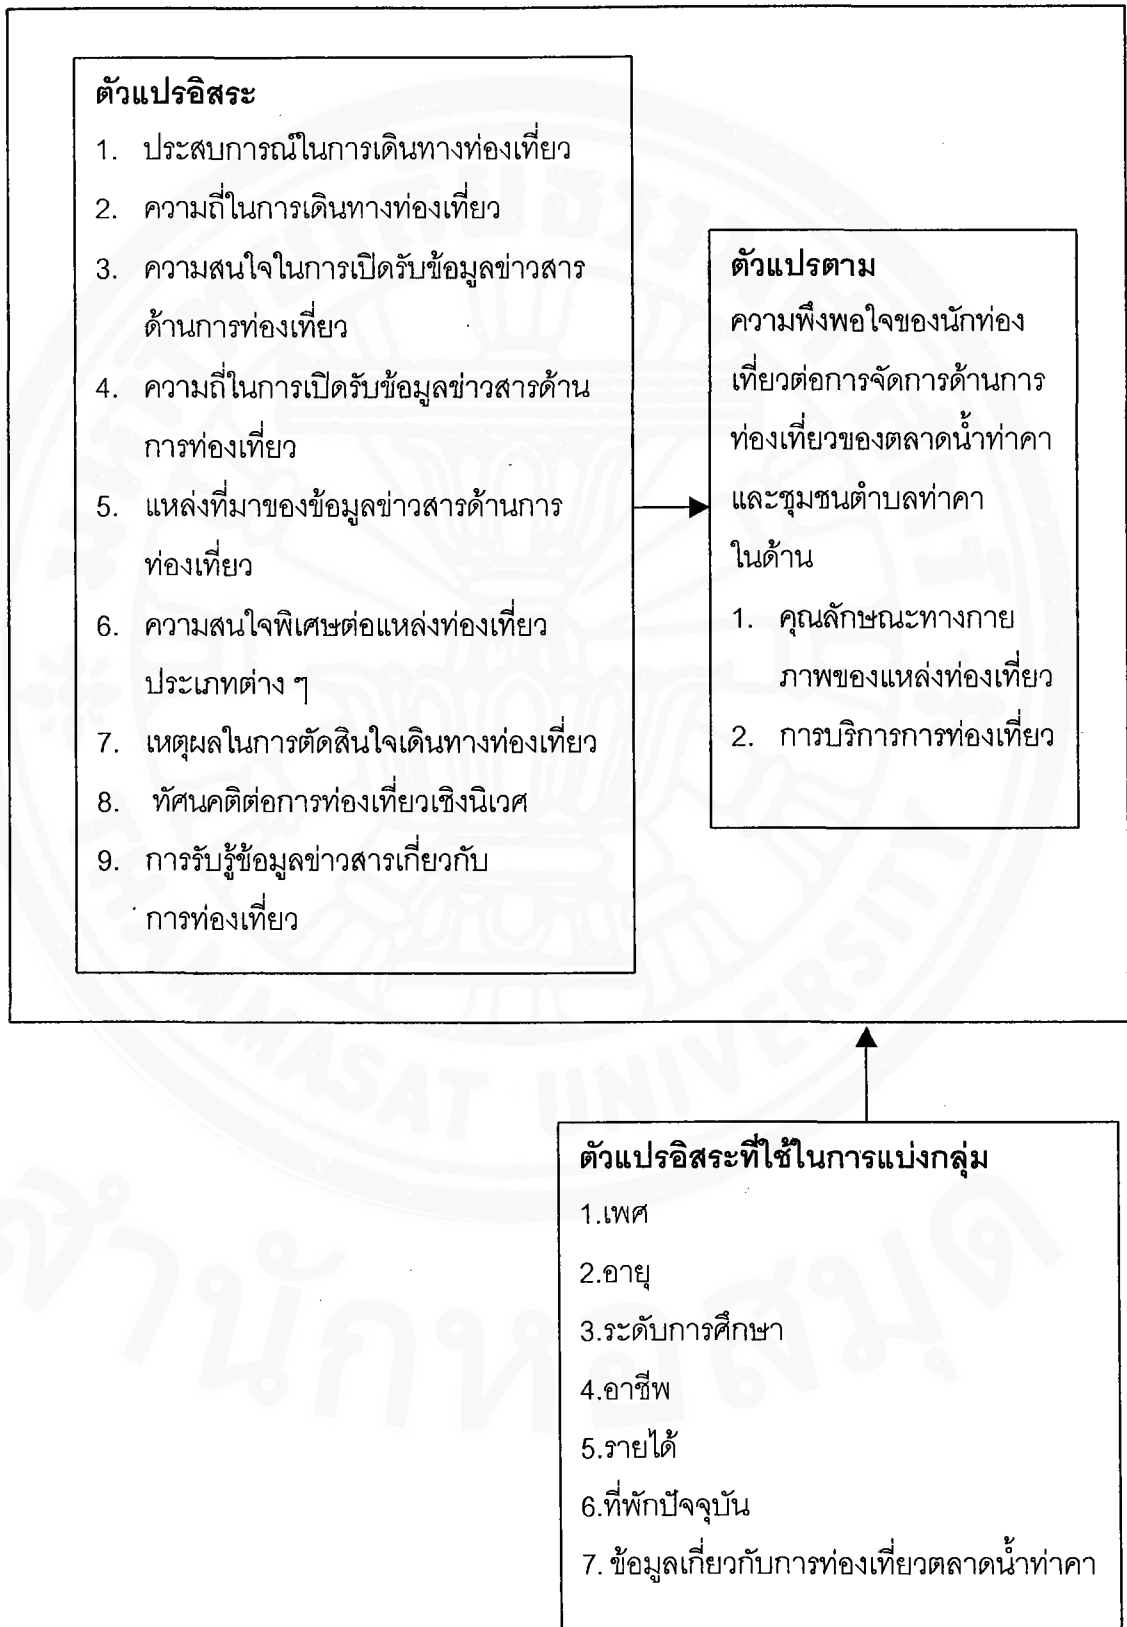 ตัวแปรอิสระ
1. ประสบการณ์ในการเดินทางท่องเที่ยว
2. ความถี่ในการเดินทางท่องเที่ยว
3. ความสนใจในการเปิดรับข้อมูลข่าวสาร
ด้านการท่องเที่ยว
4. ความถี่ในการเปิดรับข้อมูลข่าวสารด้าน
การท่องเที่ยว
5. แหล่งที่มาของข้อมูลข่าวสารด้านการ
ท่องเที่ยว
6. ความสนใจพิเศษต่อแหล่งท่องเที่ยว
ประเภทต่าง ๆ
7. เหตุผลในการตัดสินใจเดินทางท่องเที่ยว
8. ทัศนคติต่อการท่องเที่ยวเชิงนิเวศ
9. การรับรู้ข้อมูลข่าวสารเกี่ยวกับ
การท่องเที่ยว
ตัวแปรตาม
ความพึงพอใจของนักท่อง
เที่ยวต่อการจัดการด้านการ
ท่องเที่ยวของตลาดน้ำท่าคา
และชุมชนตำบลท่าคา
ในด้าน
1. คุณลักษณะทางกาย
ภาพของแหล่งท่องเที่ยว
2. การบริการการท่องเที่ยว
ตัวแปรอิสระที่ใช้ในการแบ่งกลุ่ม
1.เพศ
2.อายุ
3.ระดับการศึกษา
4.อาชีพ
5.รายได้
6.ที่พักปัจจุบัน
7. ข้อมูลเกี่ยวกับการท่องเที่ยวตลาดน้ำท่าคา
THAMMASAT UNIVERSITY
สำนักหอสมุด